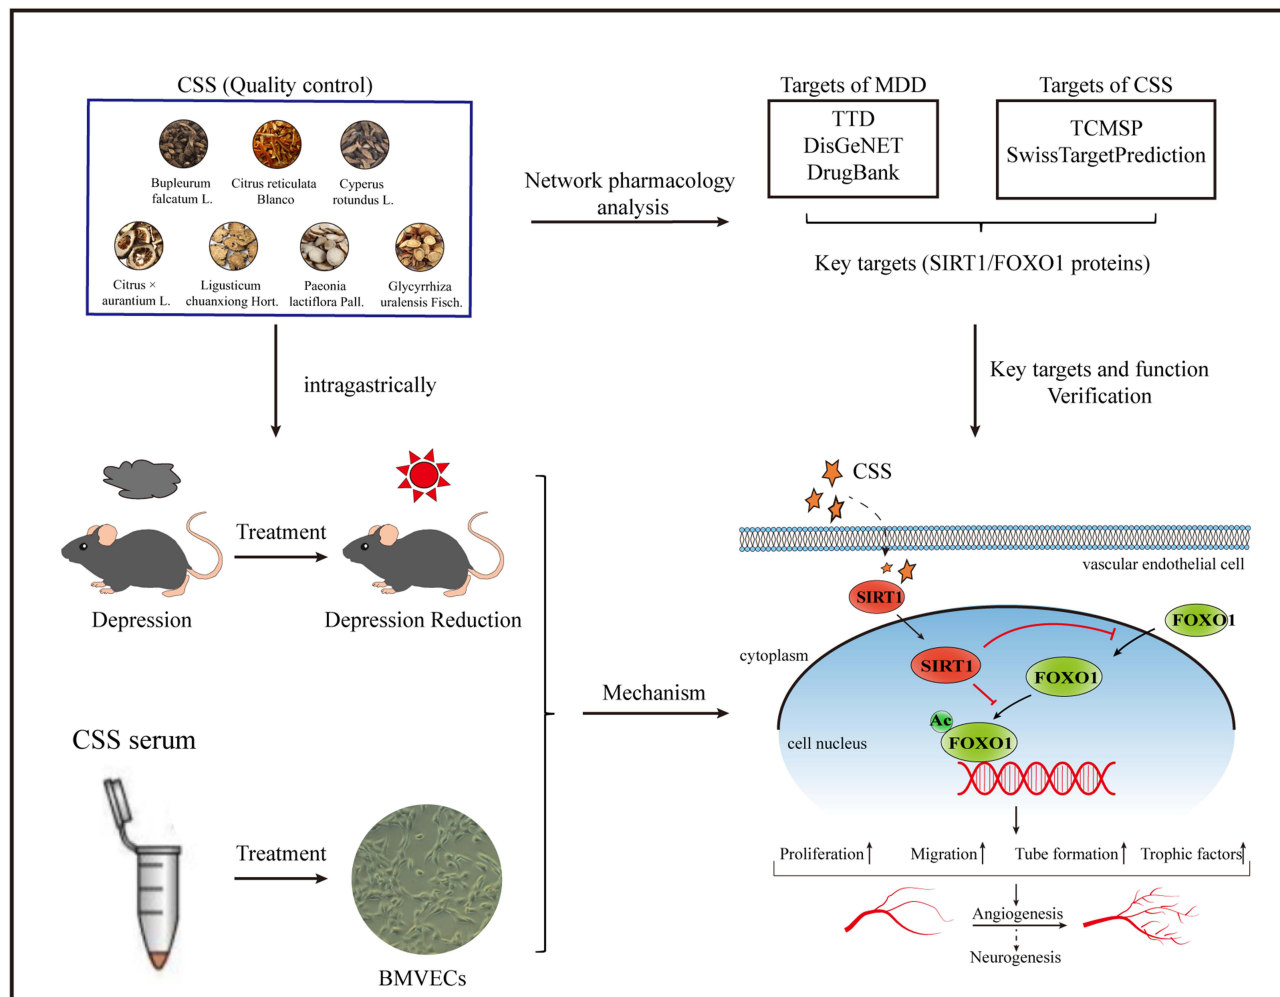 CSS (Quality control)
Bupleurum
falcatum L.
Citrus reticulata
Blanco
Cyperus
rotundus L.
Citrus ×
aurantium L.
Ligusticum
chuanxiong Hort.
Paeonia
lactiflora Pall.
Glycyrrhiza
uralensis Fisch.
Network pharmacology
analysis
Targets of MDD
TTD
DisGeNET
DrugBank
Targets of CSS
TCMSP
SwissTargetPrediction
Key targets (SIRT1/FOXO1 proteins)
intragastrically
Key targets and function
Verification
Treatment
Depression
Depression Reduction
CSS serum
Treatment
BMVECs
Mechanism
CSS
vascular endothelial cell
SIRT1
FOXO1
cytoplasm
SIRT1
FOXO1
Ac
FOXO1
cell nucleus
Proliferation
Migration
Tube formation
Trophic factors
Angiogenesis
Neurogenesis